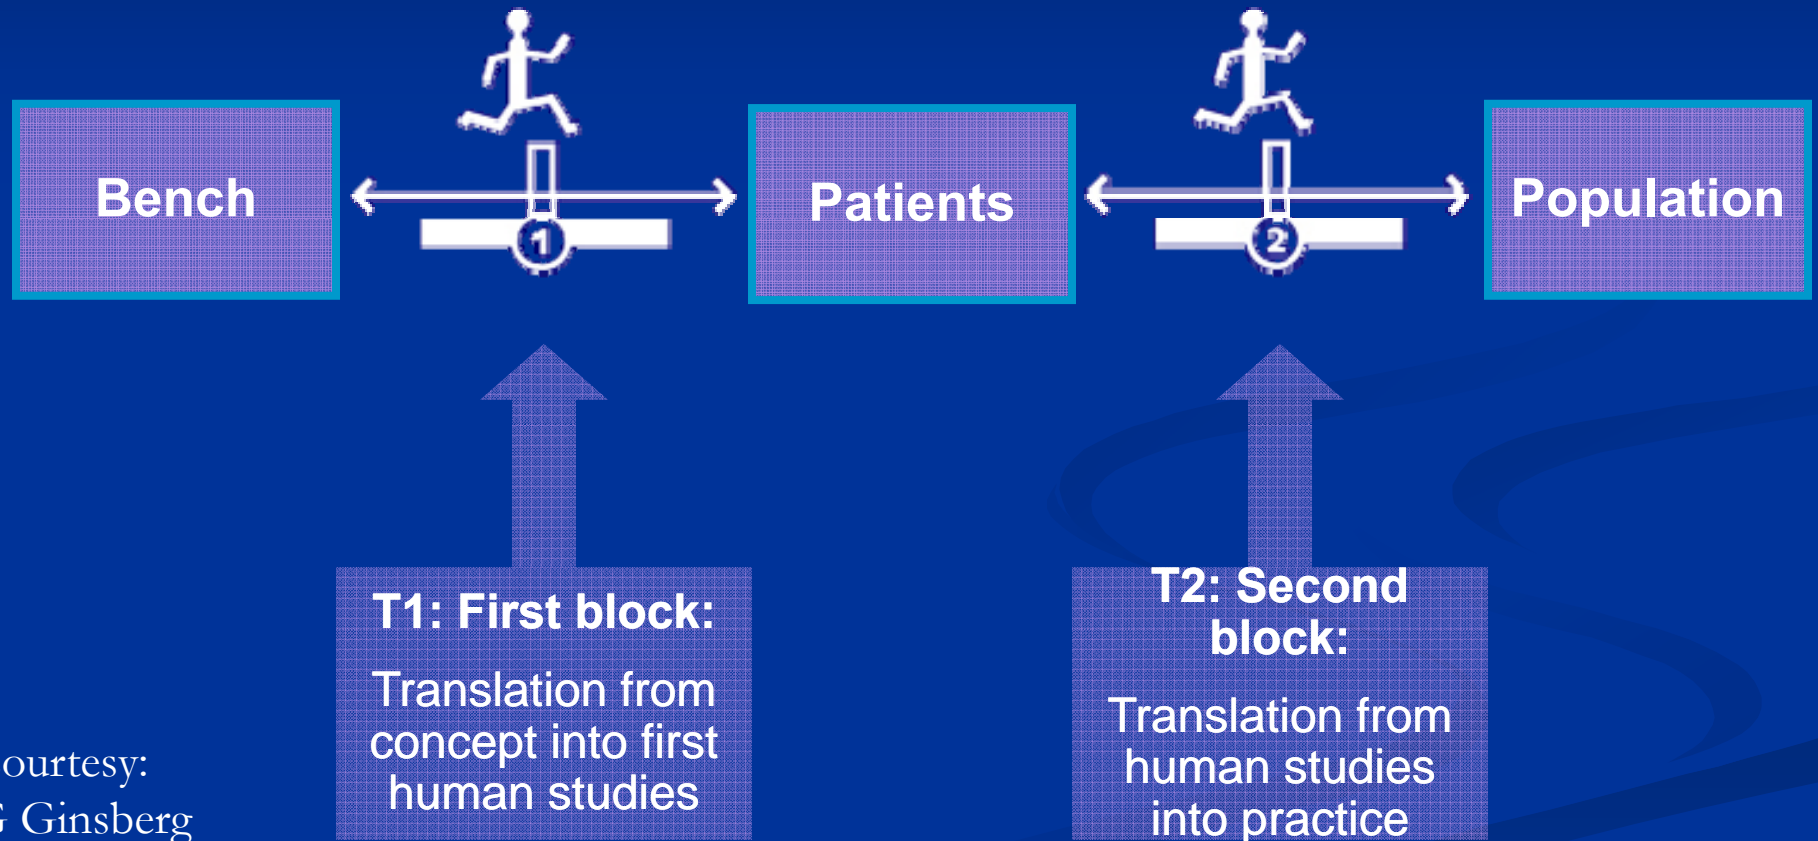 Bench
1
Patients
2
Population
T1: First block:
Translation from
concept into first
human studies
T2: Second
block:
Translation from
human studies
into practice
ourtesy:
Ginsberg